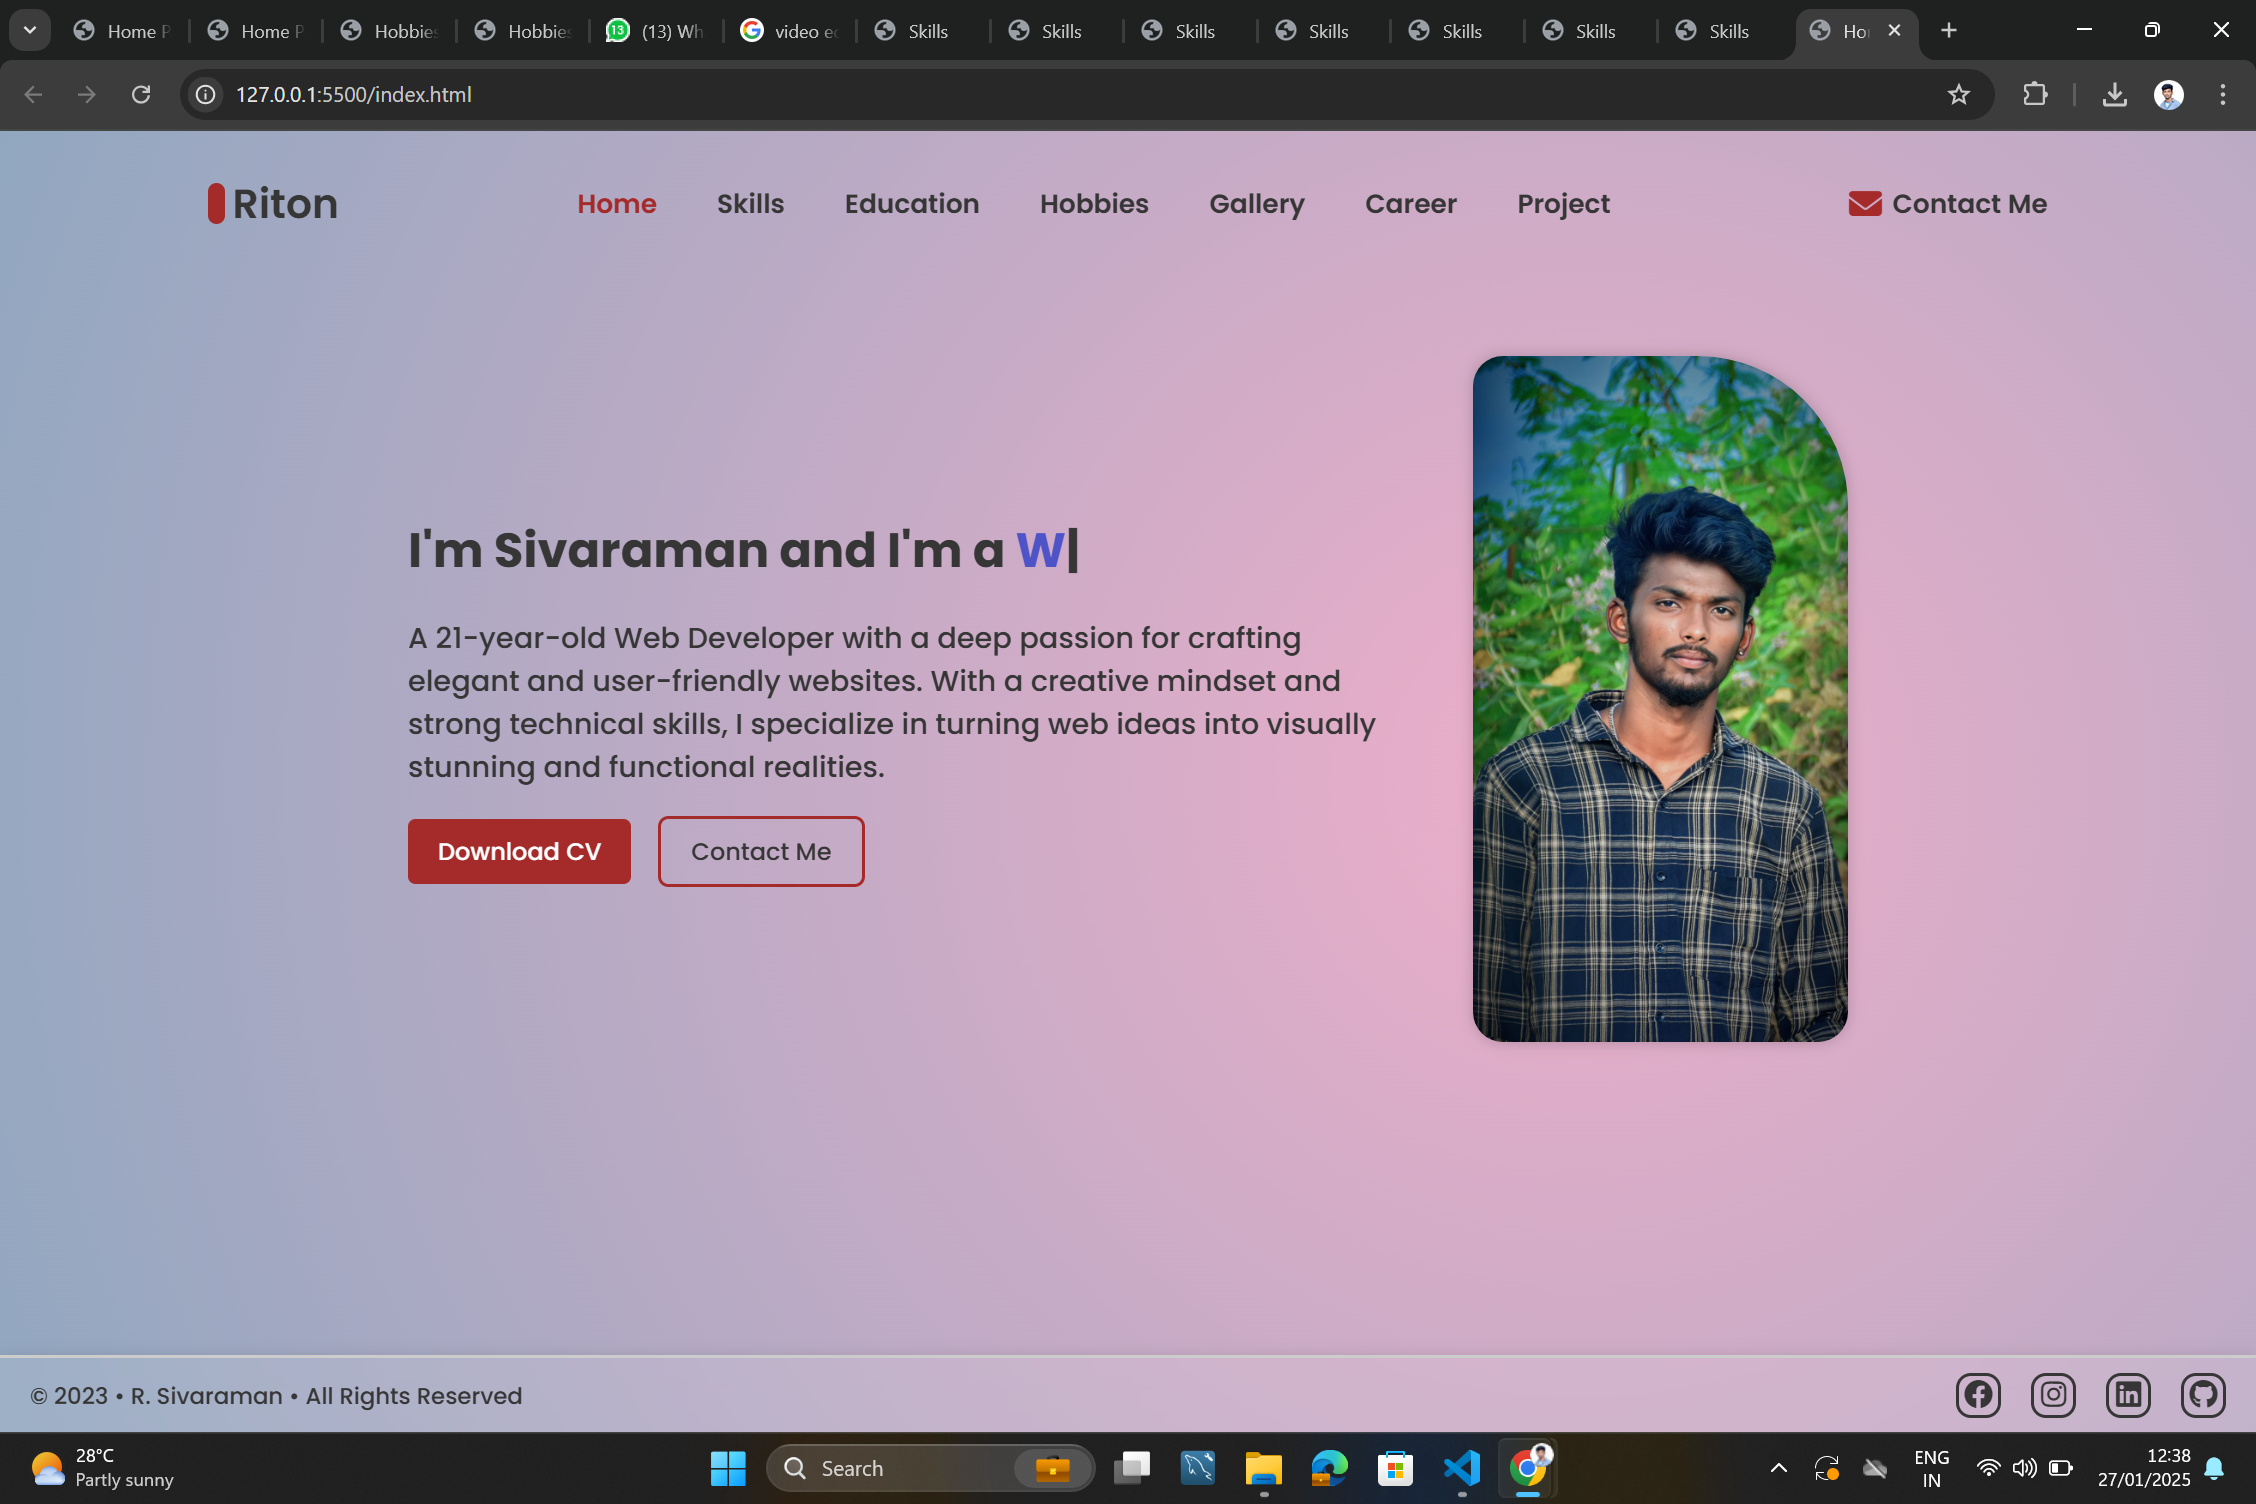 Home P
Home P
Hobbies
Hobbies
13
(13) Wh
video ed
Skills
Skills
Skills
Skills
Skills
Skills
Skills
Hor
127.0.0.1:5500/index.html
Riton
Home
Skills
Education
Hobbies
Gallery
Career
Project
Contact Me
I'm Sivaraman and I'm a W|
A 21-year-old Web Developer with a deep passion for crafting
elegant and user-friendly websites. With a creative mindset and
strong technical skills, I specialize in turning web ideas into visually
stunning and functional realities.
Download CV
Contact Me
© 2023 • R. Sivaraman • All Rights Reserved
28°C
Partly sunny
Search
ENG
IN
12:38
27/01/2025